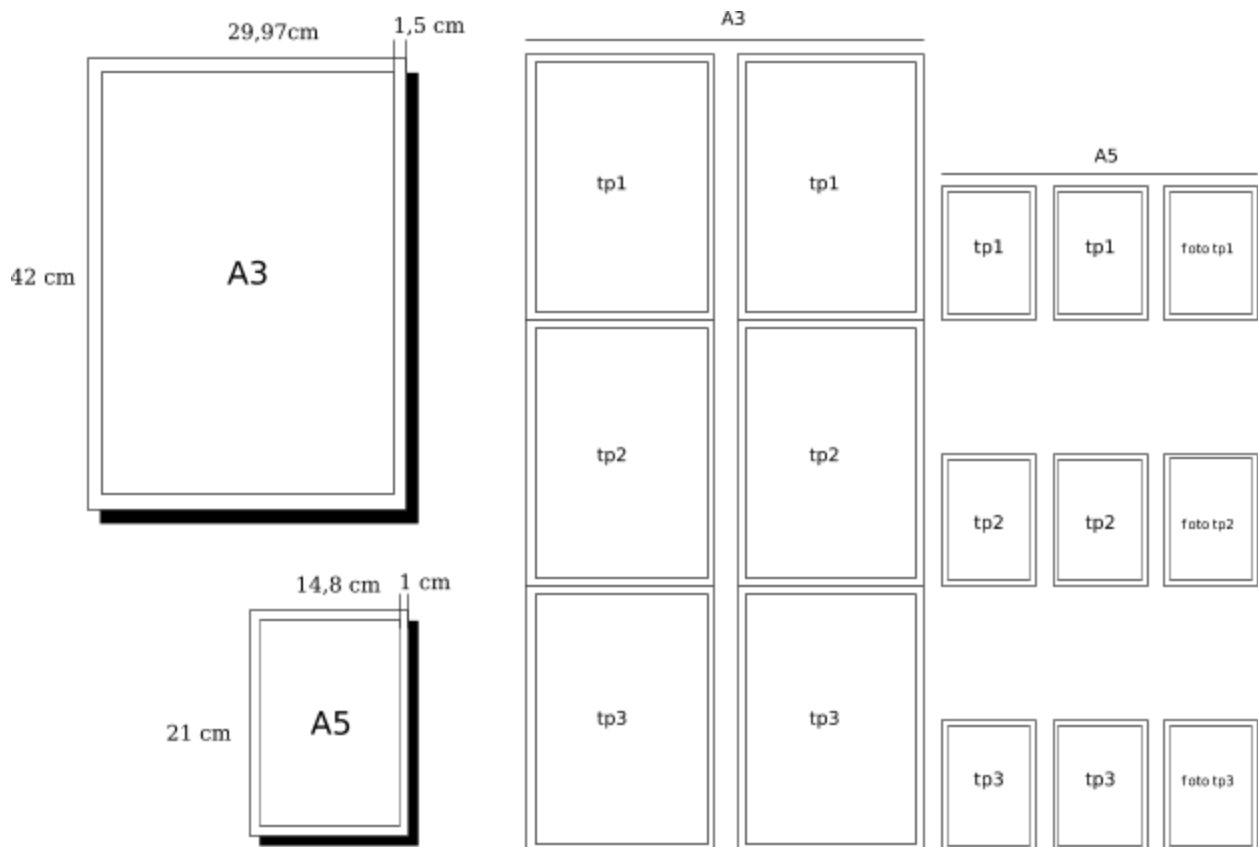 29,97cm
1,5 cm
42 cm
A3
14,8 cm
1 cm
21 cm
A5
A3
tp1
tp1
tp2
tp2
tp3
tp3
A5
tp1
tp1
foto tp1
tp2
tp2
foto tp2
tp3
tp3
foto tp3